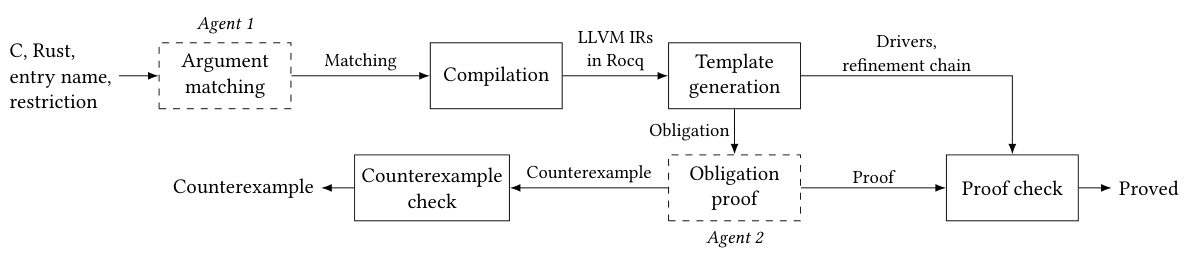 Agent 1
C, Rust,
entry name,
restriction
Argument
matching
Matching
Compilation
LLVM IRs
in Rocq
Template
generation
Drivers,
refinement chain
Obligation
Counterexample
Counterexample
check
Counterexample
Obligation
proof
Agent 2
Proof
Proof check
Proved